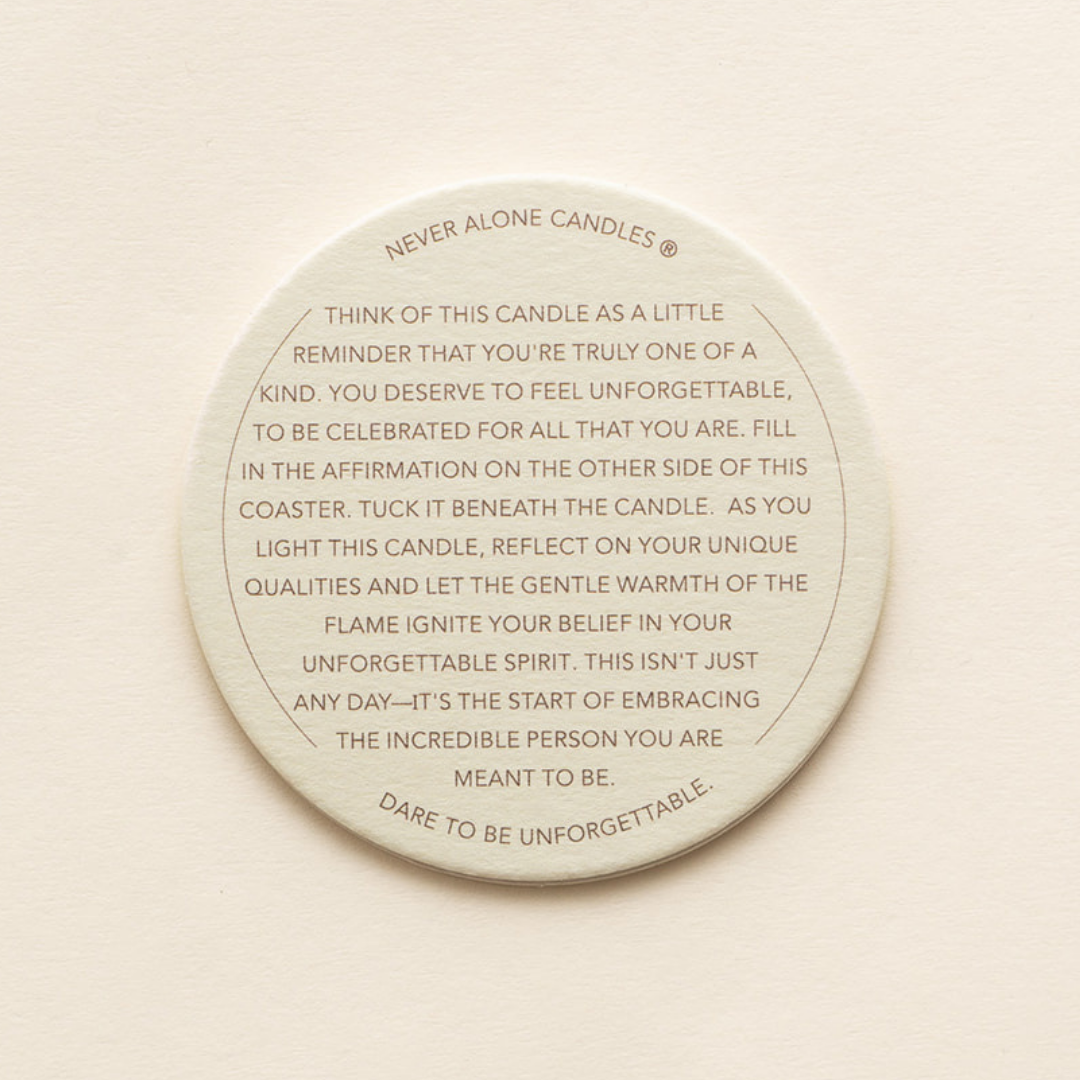 NEVER ALONE CANDLES ®
THINK OF THIS CANDLE AS A LITTLE
REMINDER THAT YOU'RE TRULY ONE OF A
KIND. YOU DESERVE TO FEEL UNFORGETTABLE,
TO BE CELEBRATED FOR ALL THAT YOU ARE. FILL
IN THE AFFIRMATION ON THE OTHER SIDE OF THIS
COASTER. TUCK IT BENEATH THE CANDLE. AS YOU
LIGHT THIS CANDLE, REFLECT ON YOUR UNIQUE
QUALITIES AND LET THE GENTLE WARMTH OF THE
FLAME IGNITE YOUR BELIEF IN YOUR
UNFORGETTABLE SPIRIT. THIS ISN'T JUST
ANY DAY—IT'S THE START OF EMBRACING
THE INCREDIBLE PERSON YOU ARE
MEANT TO BE.
DARE TO BE UNFORGETTABLE.